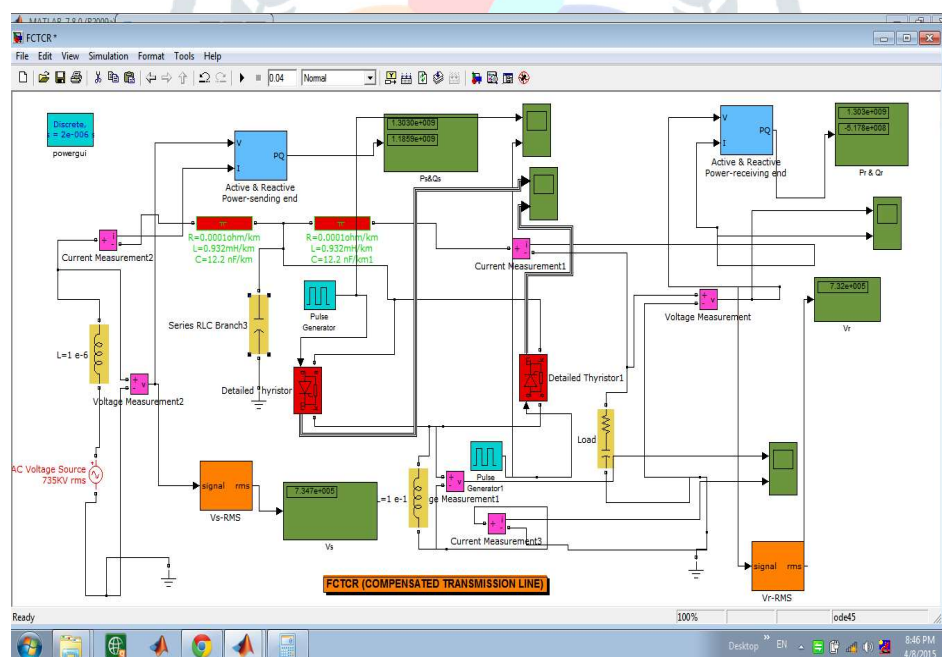 MATLAB 7.8.0 (R2009a)
FCTCR *
File Edit View Simulation Format Tools Help
0.04
Normal
Discrete,
s = 2e-006 s
powergui
V
I
PQ
Active & Reactive
Power-sending end
1.3030e+009
1.1859e+009
Ps&Qs
V
I
PQ
Active & Reactive
Power-receiving end
1.303e+009
-5.178e+008
Pr & Qr
R=0.0001ohm/km
L=0.932mH/km
C=12.2 nF/km
R=0.0001ohm/km
L=0.932mH/km
C=12.2 nF/km1
Current Measurement2
Current Measurement1
Pulse
Generator
Series RLC Branch3
L=1 e-6
Voltage Measurement2
Detailed Thyristor
Detailed Thyristor1
Voltage Measurement
7.32e+005
Vr
Load
AC Voltage Source
735KV rms
signal rms
Vs-RMS
7.347e+005
Vs
L=1 e-1
Pulse
Generator1
ge Measurement1
Current Measurement3
signal rms
Vr-RMS
FCTCR (COMPENSATED TRANSMISSION LINE)
Ready
100%
ode45
Desktop
EN
8:46 PM
4/8/2015